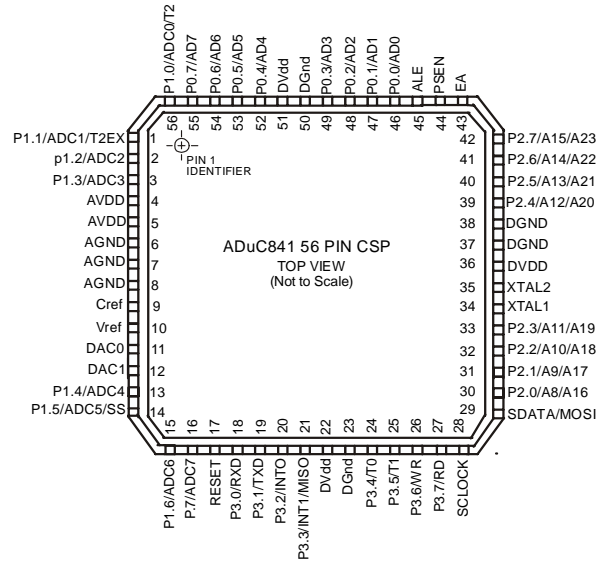 P1.0/ADC0/T2
P0.7/AD7
P0.6/AD6
P0.5/AD5
P0.4/AD4
DVdd
DGnd
P0.3/AD3
P0.2/AD2
P0.1/AD1
P0.0/AD0
ALE
PSEN
EA
56
55
54
53
52
51
50
49
48
47
46
45
44
43
P1.1/ADC1/T2EX 1
p1.2/ADC2 2
P1.3/ADC3 3
AVDD 4
AVDD 5
AGND 6
AGND 7
AGND 8
Cref 9
Vref 10
DAC0 11
DAC1 12
P1.4/ADC4 13
P1.5/ADC5/SS 14
PIN 1
IDENTIFIER
ADuC841 56 PIN CSP
TOP VIEW
(Not to Scale)
42 P2.7/A15/A23
41 P2.6/A14/A22
40 P2.5/A13/A21
39 P2.4/A12/A20
38 DGND
37 DGND
36 DVDD
35 XTAL2
34 XTAL1
33 P2.3/A11/A19
32 P2.2/A10/A18
31 P2.1/A9/A17
30 P2.0/A8/A16
29 SDATA/MOSI
15
16
17
18
19
20
21
22
23
24
25
26
27
28
P1.6/ADC6
P.7/ADC7
RESET
P3.0/RXD
P3.1/TXD
P3.2/INTO
P3.3/INT1/MISO
DVdd
DGnd
P3.4/T0
P3.5/T1
P3.6/WR
P3.7/RD
SCLOCK